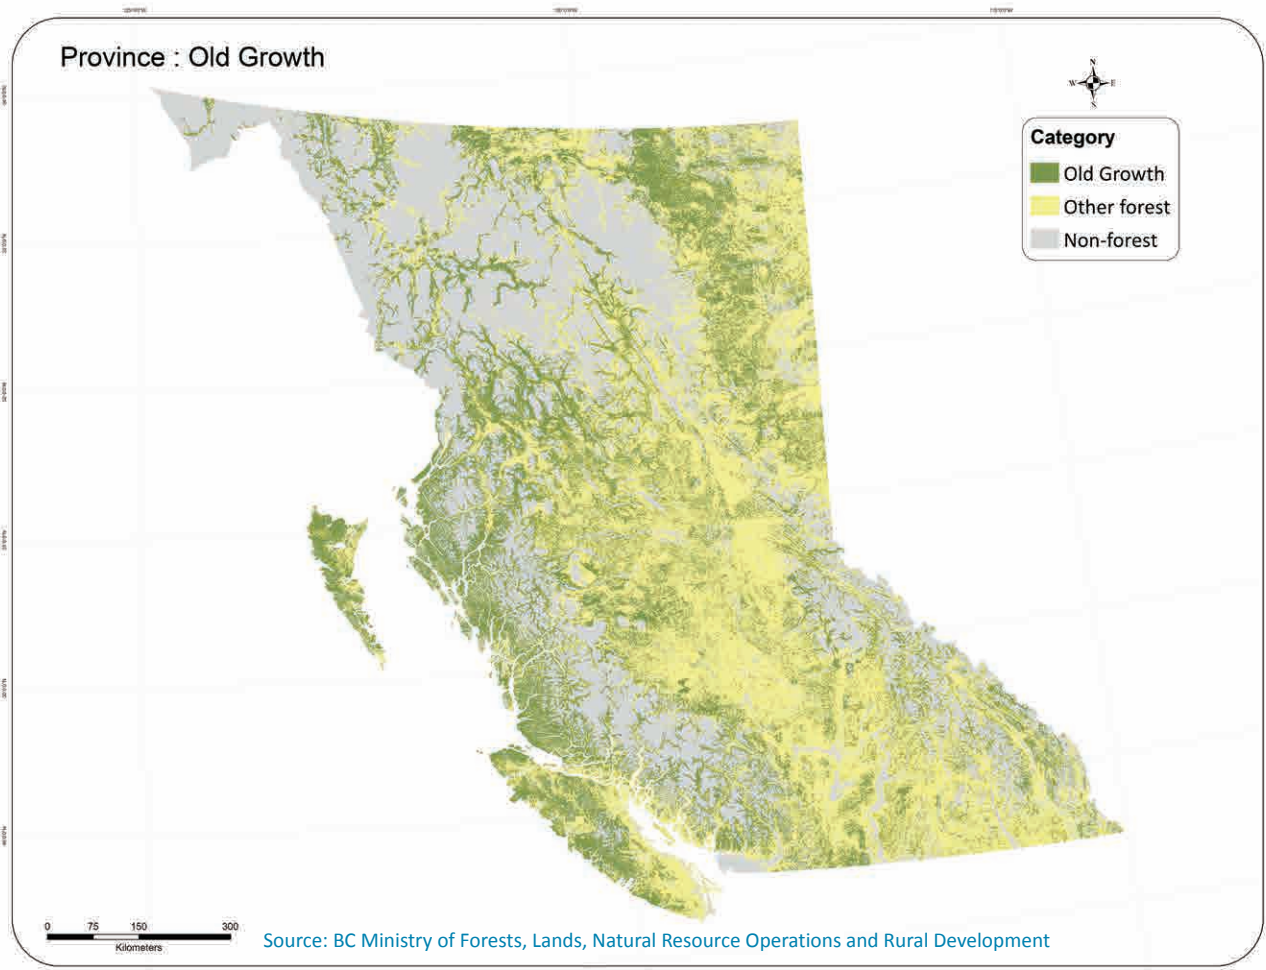 Province : Old Growth
N
W E
S
Category
Old Growth
Other forest
Non-forest
0 75 150 300
Kilometers
Source: BC Ministry of Forests, Lands, Natural Resource Operations and Rural Development